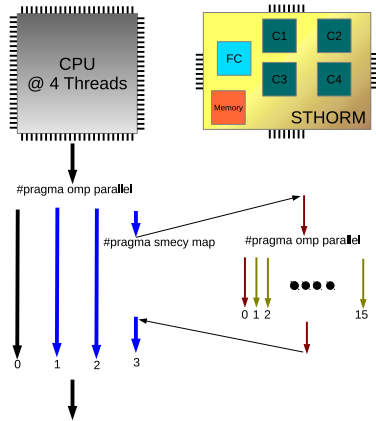 CPU
@ 4 Threads
FC
C1
C2
C3
C4
Memory
STHORM
#pragma omp parallel
#pragma smecy map
#pragma omp parallel
0 1 2 15
0 1 2 3